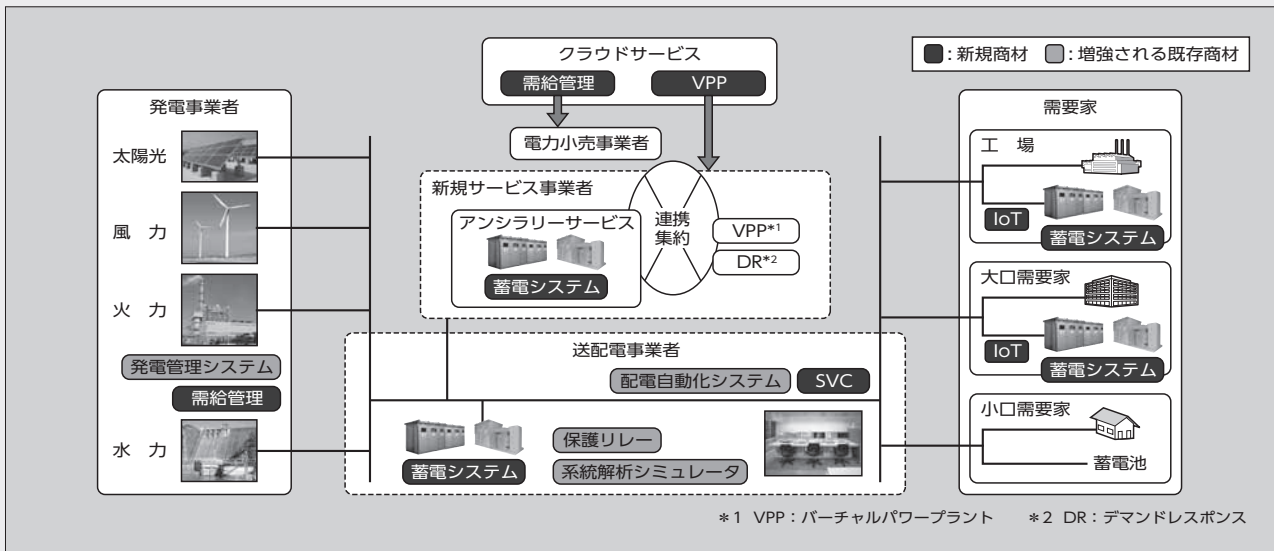 クラウドサービス
需給管理
VPP
:新規商材
:増強される既存商材
発電事業者
太陽光
風 力
火 力
発電管理システム
需給管理
水 力
電力小売事業者
新規サービス事業者
アンシラリーサービス
蓄電システム
連携
集約
VPP*1
DR*2
送配電事業者
配電自動化システム
SVC
蓄電システム
保護リレー
系統解析シミュレータ
需要家
工 場
IoT
蓄電システム
大口需要家
IoT
蓄電システム
小口需要家
蓄電池
*1 VPP:バーチャルパワープラント *2 DR:デマンドレスポンス